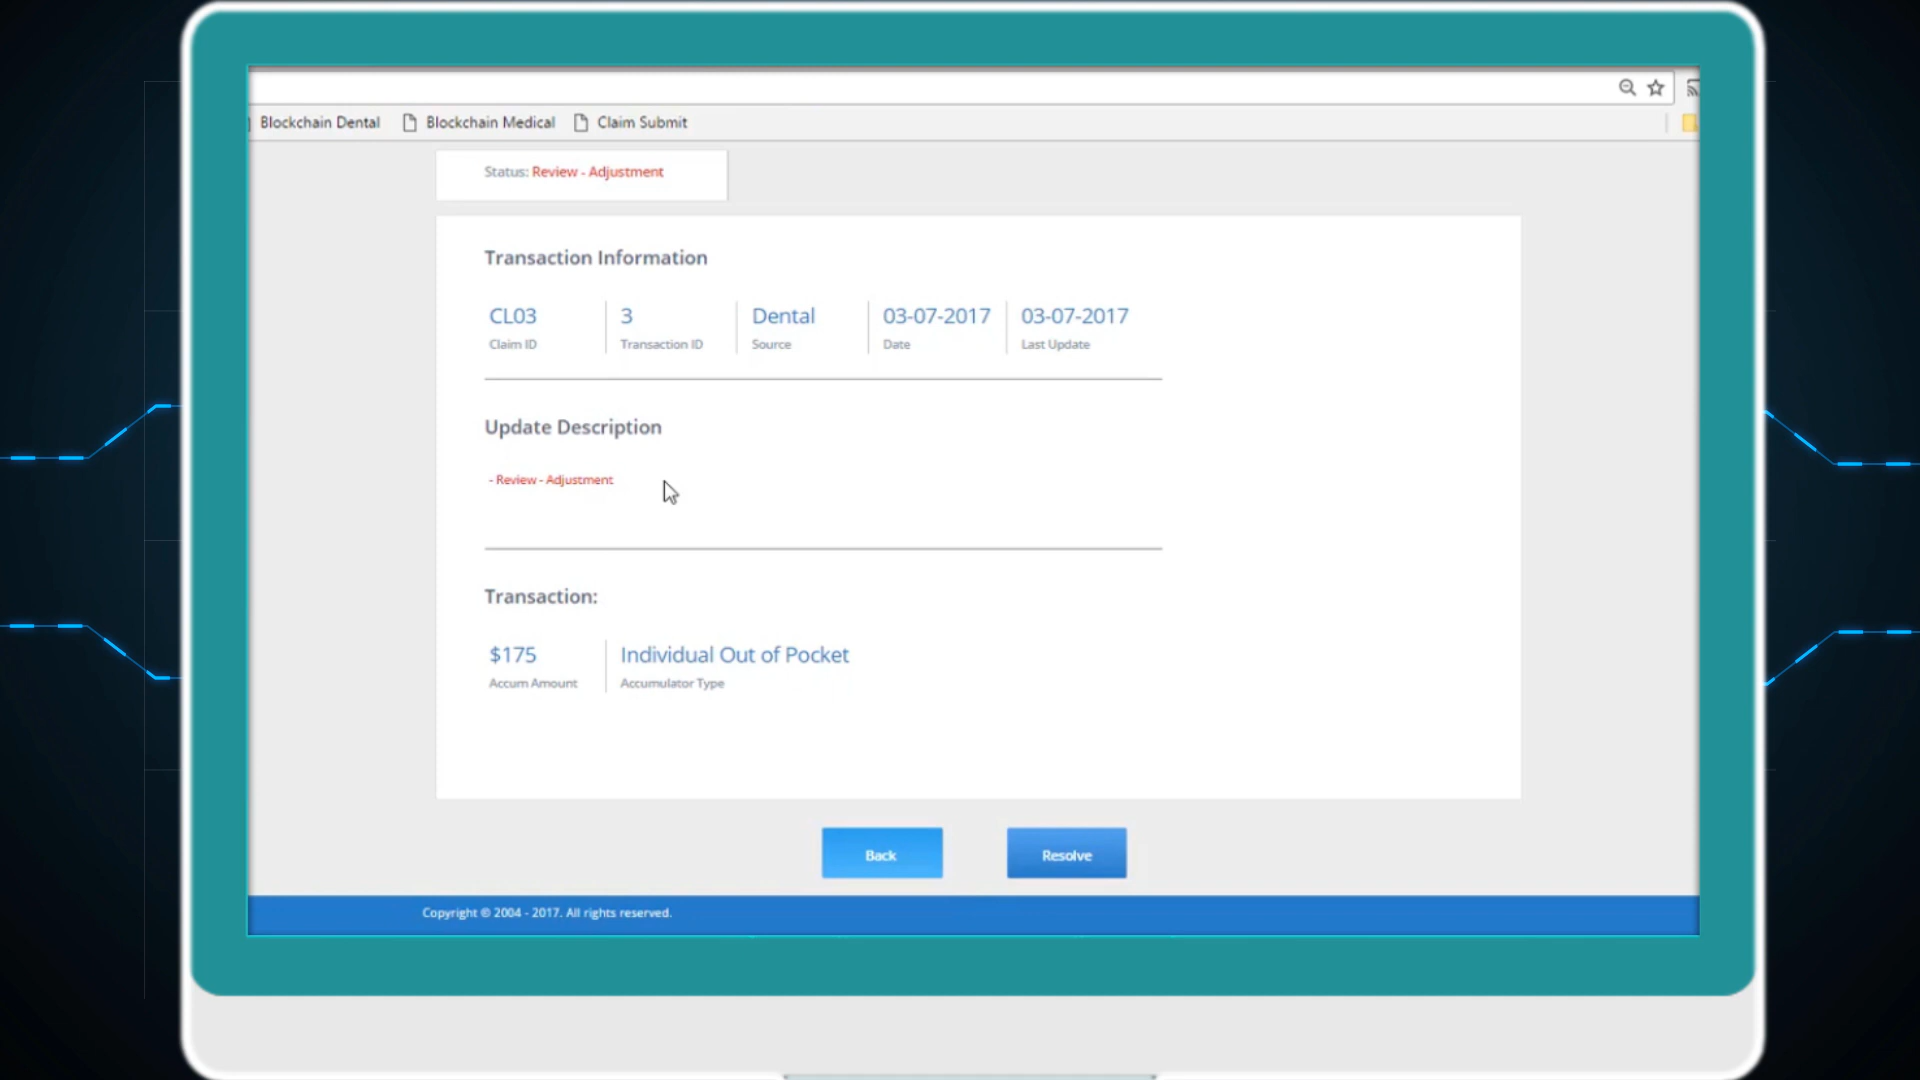 Blockchain Dental Blockchain Medical Claim Submit
Status: Review - Adjustment
Transaction Information
CL03 3 Dental 03-07-2017 03-07-2017
Claim ID Transaction ID Source Date Last Update
Update Description
- Review - Adjustment
Transaction:
$175 Individual Out of Pocket
Accum Amount Accumulator Type
Back Resolve
Copyright © 2004 - 2017. All rights reserved.